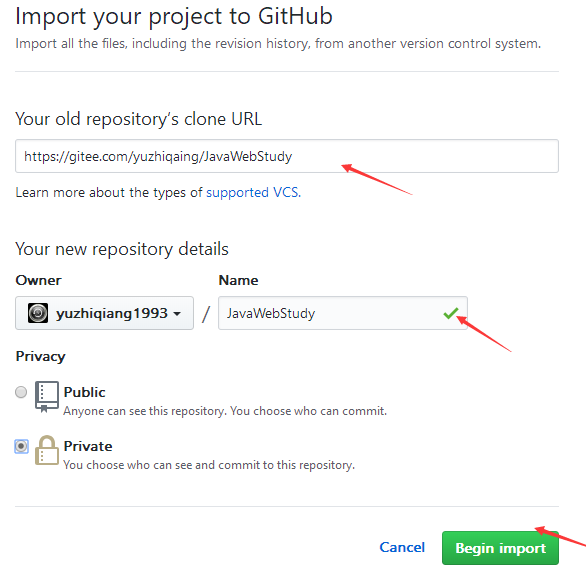 Import your project to GitHub
Import all the files, including the revision history, from another version control system.
Your old repository's clone URL
https://gitee.com/yuzhiqaing/JavaWebStudy
Learn more about the types of supported VCS.
Your new repository details
Owner Name
yuzhiqiang1993 / JavaWebStudy
Privacy
Public
Anyone can see this repository. You choose who can commit.
Private
You choose who can see and commit to this repository.
Cancel Begin import